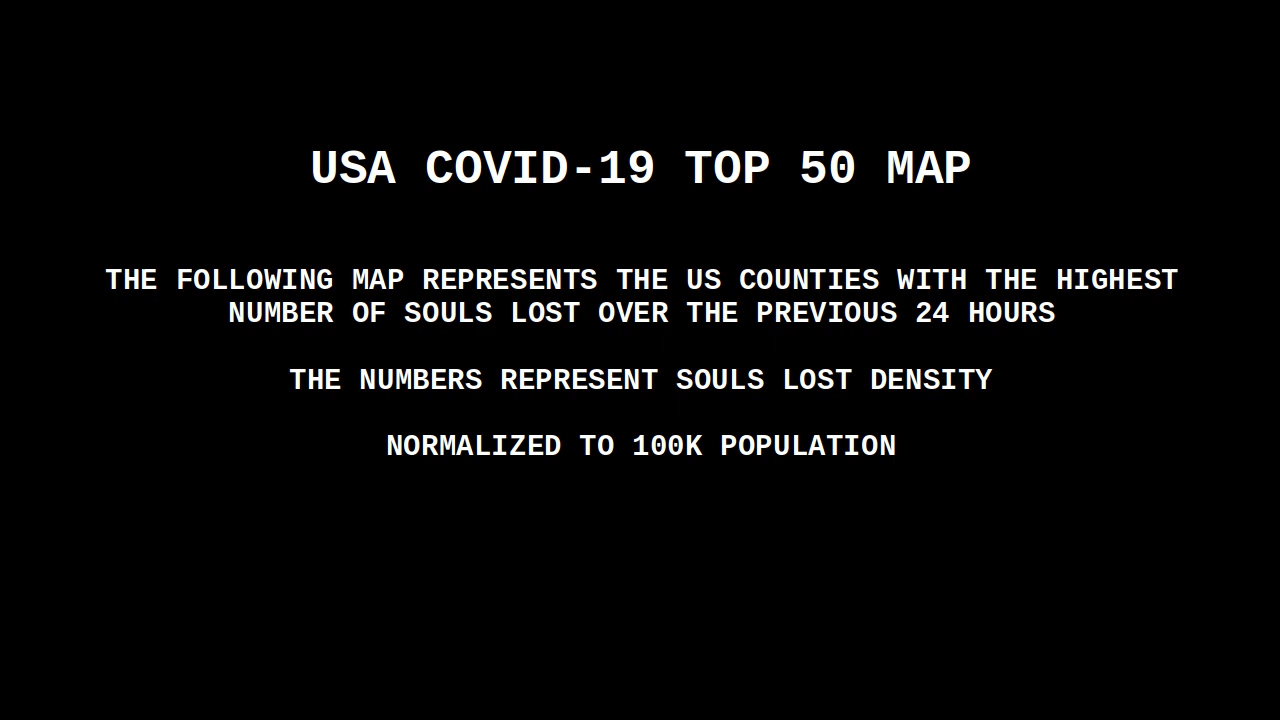 USA COVID-19 TOP 50 MAP
THE FOLLOWING MAP REPRESENTS THE US COUNTIES WITH THE HIGHEST
NUMBER OF SOULS LOST OVER THE PREVIOUS 24 HOURS
THE NUMBERS REPRESENT SOULS LOST DENSITY
NORMALIZED TO 100K POPULATION